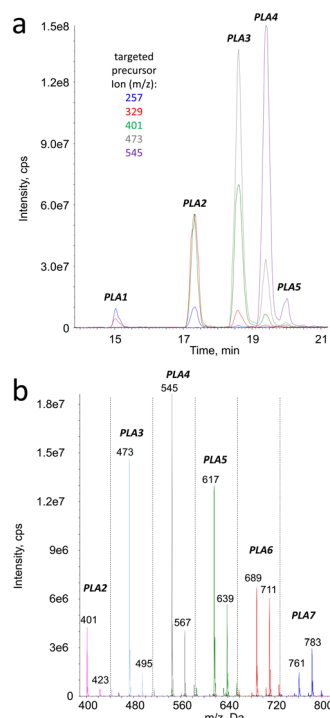 a
1.5e8
1.2e8
9.0e7
6.0e7
3.0e7
0
Intensity, cps
targeted
precursor
Ion (m/z):
257
329
401
473
545
PLA1
PLA2
PLA3
PLA4
PLA5
15
17
19
21
Time, min
b
1.8e7
1.5e7
1.2e7
9e6
6e6
3e6
0
Intensity, cps
PLA2
401
423
PLA3
473
495
PLA4
545
567
PLA5
617
639
PLA6
689
711
PLA7
761
783
400
480
560
640
720
800
m/z, Da